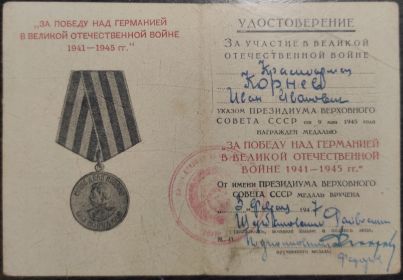 „ЗА ПОБЕДУ НАД ГЕРМАНИЕЙ
В ВЕЛИКОЙ ОТЕЧЕСТВЕННОЙ ВОЙНЕ
1941—1945 гг.“
УДОСТОВЕРЕНИЕ
ЗА УЧАСТИЕ В ВЕЛИКОЙ
ОТЕЧЕСТВЕННОЙ ВОЙНЕ
Корнев
Иван Иванович
УКАЗОМ ПРЕЗИДИУМА ВЕРХОВНОГО
СОВЕТА СССР от 9 мая 1945 года
НАГРАЖДЕН МЕДАЛЬЮ
„ЗА ПОБЕДУ НАД ГЕРМАНИЕЙ
В ВЕЛИКОЙ ОТЕЧЕСТВЕННОЙ
ВОЙНЕ 1941—1945 гг.“
От имени ПРЕЗИДИУМА ВЕРХОВНОГО
СОВЕТА СССР МЕДАЛЬ ВРУЧЕНА
1947